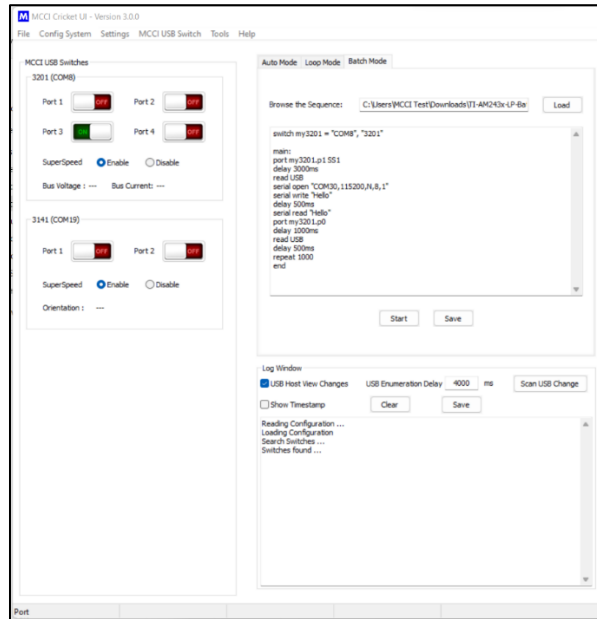 MCCI Cricket UI - Version 3.0.0
File Config System Settings MCCI USB Switch Tools Help
MCCI USB Switches
3201 (COM8)
Port 1 OFF Port 2 OFF
Port 3 ON Port 4 OFF
SuperSpeed Enable Disable
Bus Voltage : --- Bus Current: ---
3141 (COM19)
Port 1 OFF Port 2 OFF
SuperSpeed Enable Disable
Orientation : ---
Auto Mode Loop Mode Batch Mode
Browse the Sequence: C:\Users\MCCI Test\Downloads\TI-AM243x-LP-Ba Load
switch my3201 = "COM8", "3201"
main:
port my3201.p1 SS1
delay 3000ms
read USB
serial open "COM30,115200,N,8,1"
serial write "Hello"
delay 500ms
serial read "Hello"
port my3201.p0
delay 1000ms
read USB
delay 500ms
repeat 1000
end
Start Save
Log Window
USB Host View Changes USB Enumeration Delay 4000 ms Scan USB Change
Show Timestamp Clear Save
Reading Configuration ...
Loading Configuration
Search Switches ...
Switches found ...
Port